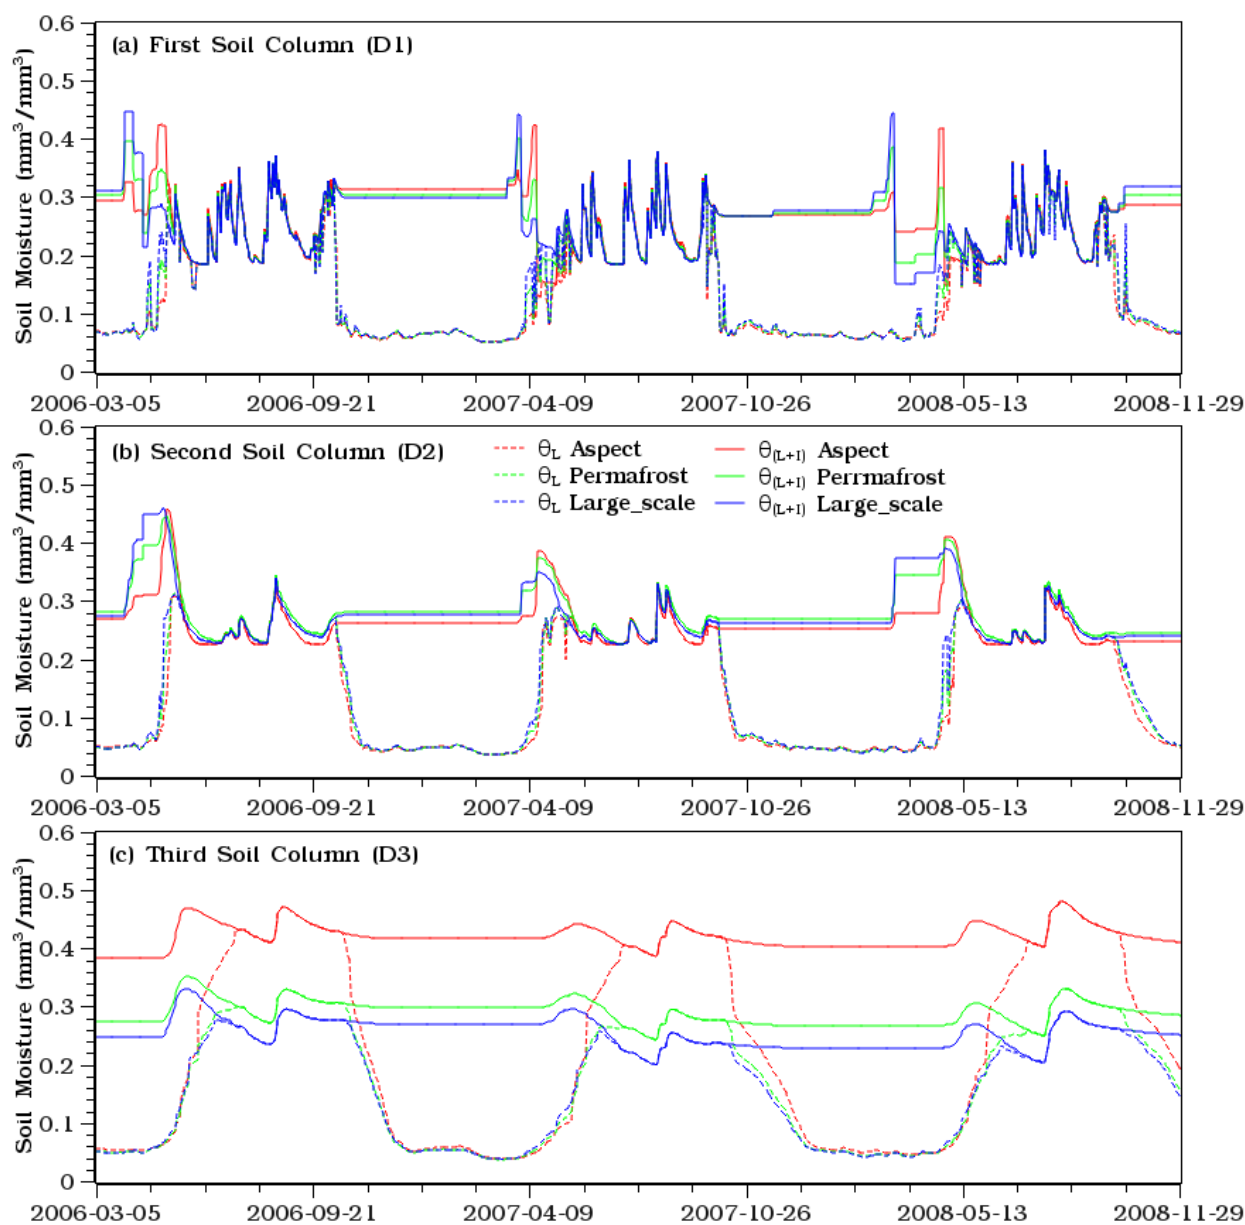 0.6
(a) First Soil Column (D1)
0.5
0.4
0.3
0.2
0.1
0
Soil Moisture (mm³/mm³)
2006-03-05 2006-09-21 2007-04-09 2007-10-26 2008-05-13 2008-11-29
0.6
(b) Second Soil Column (D2)
θL Aspect θ(L+I) Aspect
θL Permafrost θ(L+I) Perrmafrost
θL Large_scale θ(L+I) Large_scale
0.5
0.4
0.3
0.2
0.1
0
Soil Moisture (mm³/mm³)
2006-03-05 2006-09-21 2007-04-09 2007-10-26 2008-05-13 2008-11-29
0.6
(c) Third Soil Column (D3)
0.5
0.4
0.3
0.2
0.1
0
Soil Moisture (mm³/mm³)
2006-03-05 2006-09-21 2007-04-09 2007-10-26 2008-05-13 2008-11-29